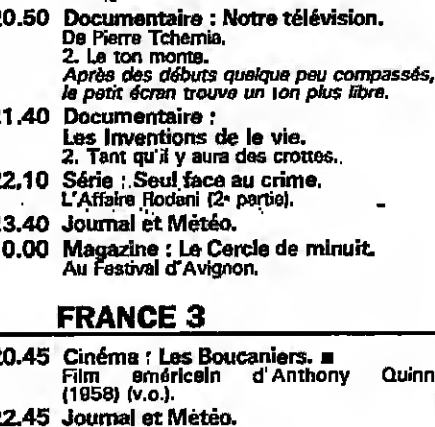 0.50 Documentaire : Notre télévision.
De Pierre Tchernia.
2. Le ton monte.
Après des débuts quelque peu compassés,
le petit écran trouve un ton plus libre.
1.40 Documentaire :
Les Inventions de le vie.
2. Tant qu'il y aura des crottes.
2.10 Série : Seul face au crime.
L'Affaire Rodani (2e partie).
3.40 Journal et Météo.
0.00 Magazine : Le Cercle de minuit.
Au Festival d'Avignon.
FRANCE 3
0.45 Cinéma : Les Boucaniers. ■
Film eméricein d'Anthony Quinn
(1958) (v.o.).
2.45 Journal et Météo.